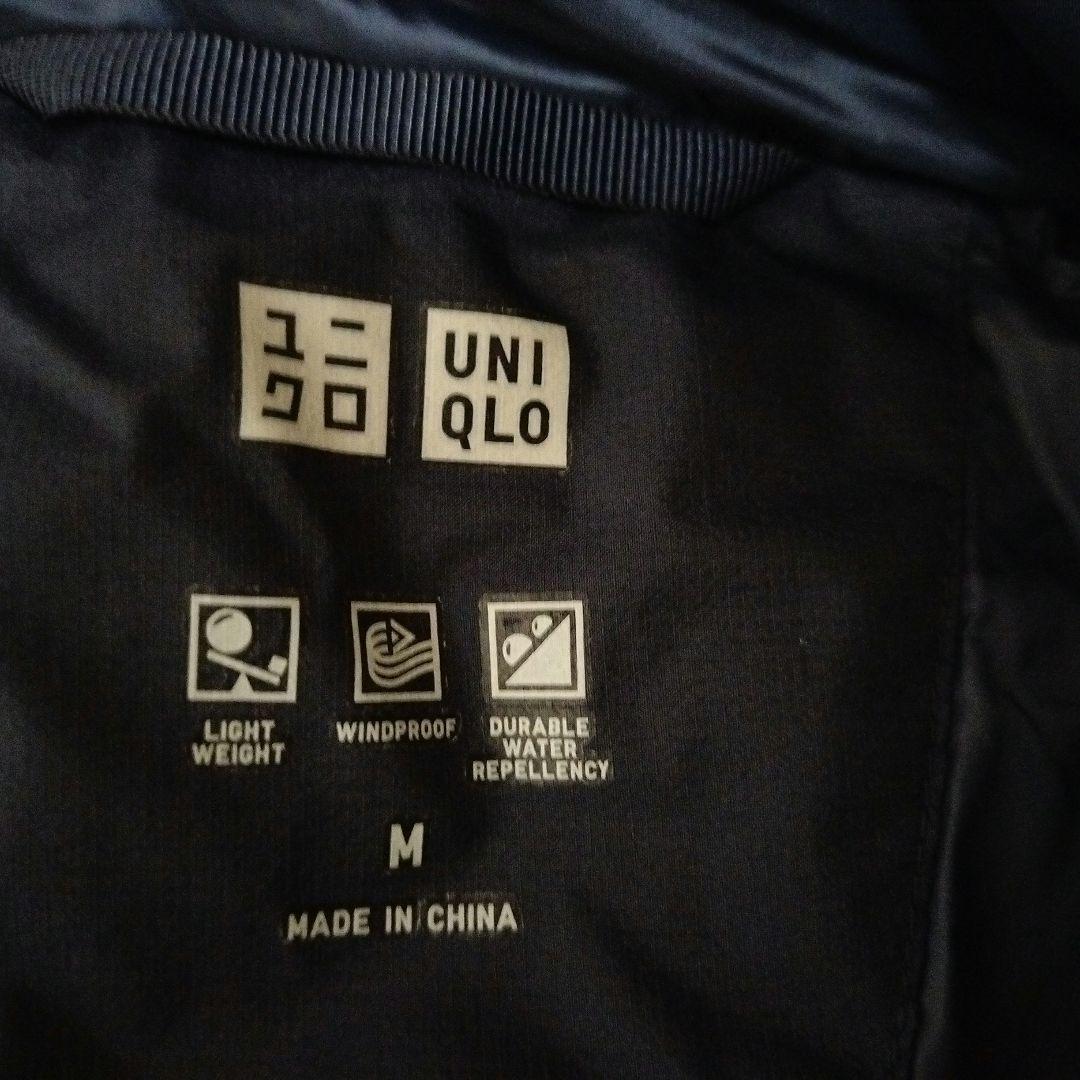 ユニ
クロ
UNI
QLO
LIGHT
WEIGHT
WINDPROOF
DURABLE
WATER
REPELLENCY
M
MADE IN CHINA